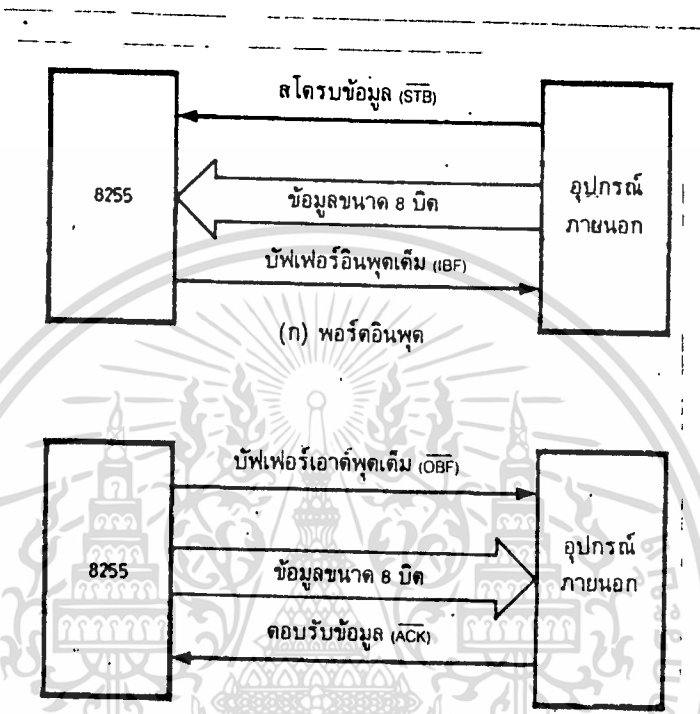 สโตรบข้อมูล (S̅T̅B̅)
8255
ข้อมูลขนาด 8 บิต
อุปกรณ์
ภายนอก
บัฟเฟอร์อินพุตเต็ม (IBF)
(ก) พอร์ตอินพุต
บัฟเฟอร์เอาต์พุตเต็ม (O̅B̅F̅)
8255
ข้อมูลขนาด 8 บิต
อุปกรณ์
ภายนอก
ตอบรับข้อมูล (A̅C̅K̅)